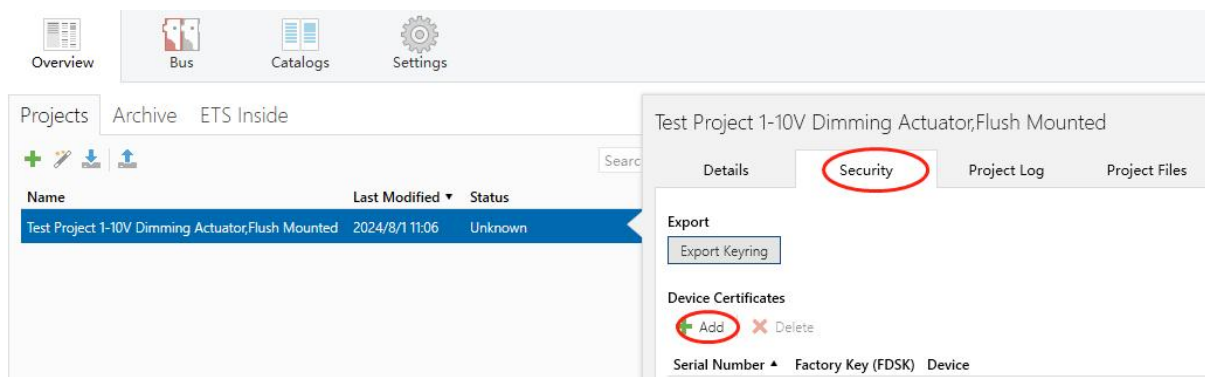 Overview Bus Catalogs Settings
Projects Archive ETS Inside
Searc
Name Last Modified Status
Test Project 1-10V Dimming Actuator,Flush Mounted 2024/8/1 11:06 Unknown
Test Project 1-10V Dimming Actuator,Flush Mounted
Details Security Project Log Project Files
Export
Export Keyring
Device Certificates
Add Delete
Serial Number Factory Key (FDSK) Device